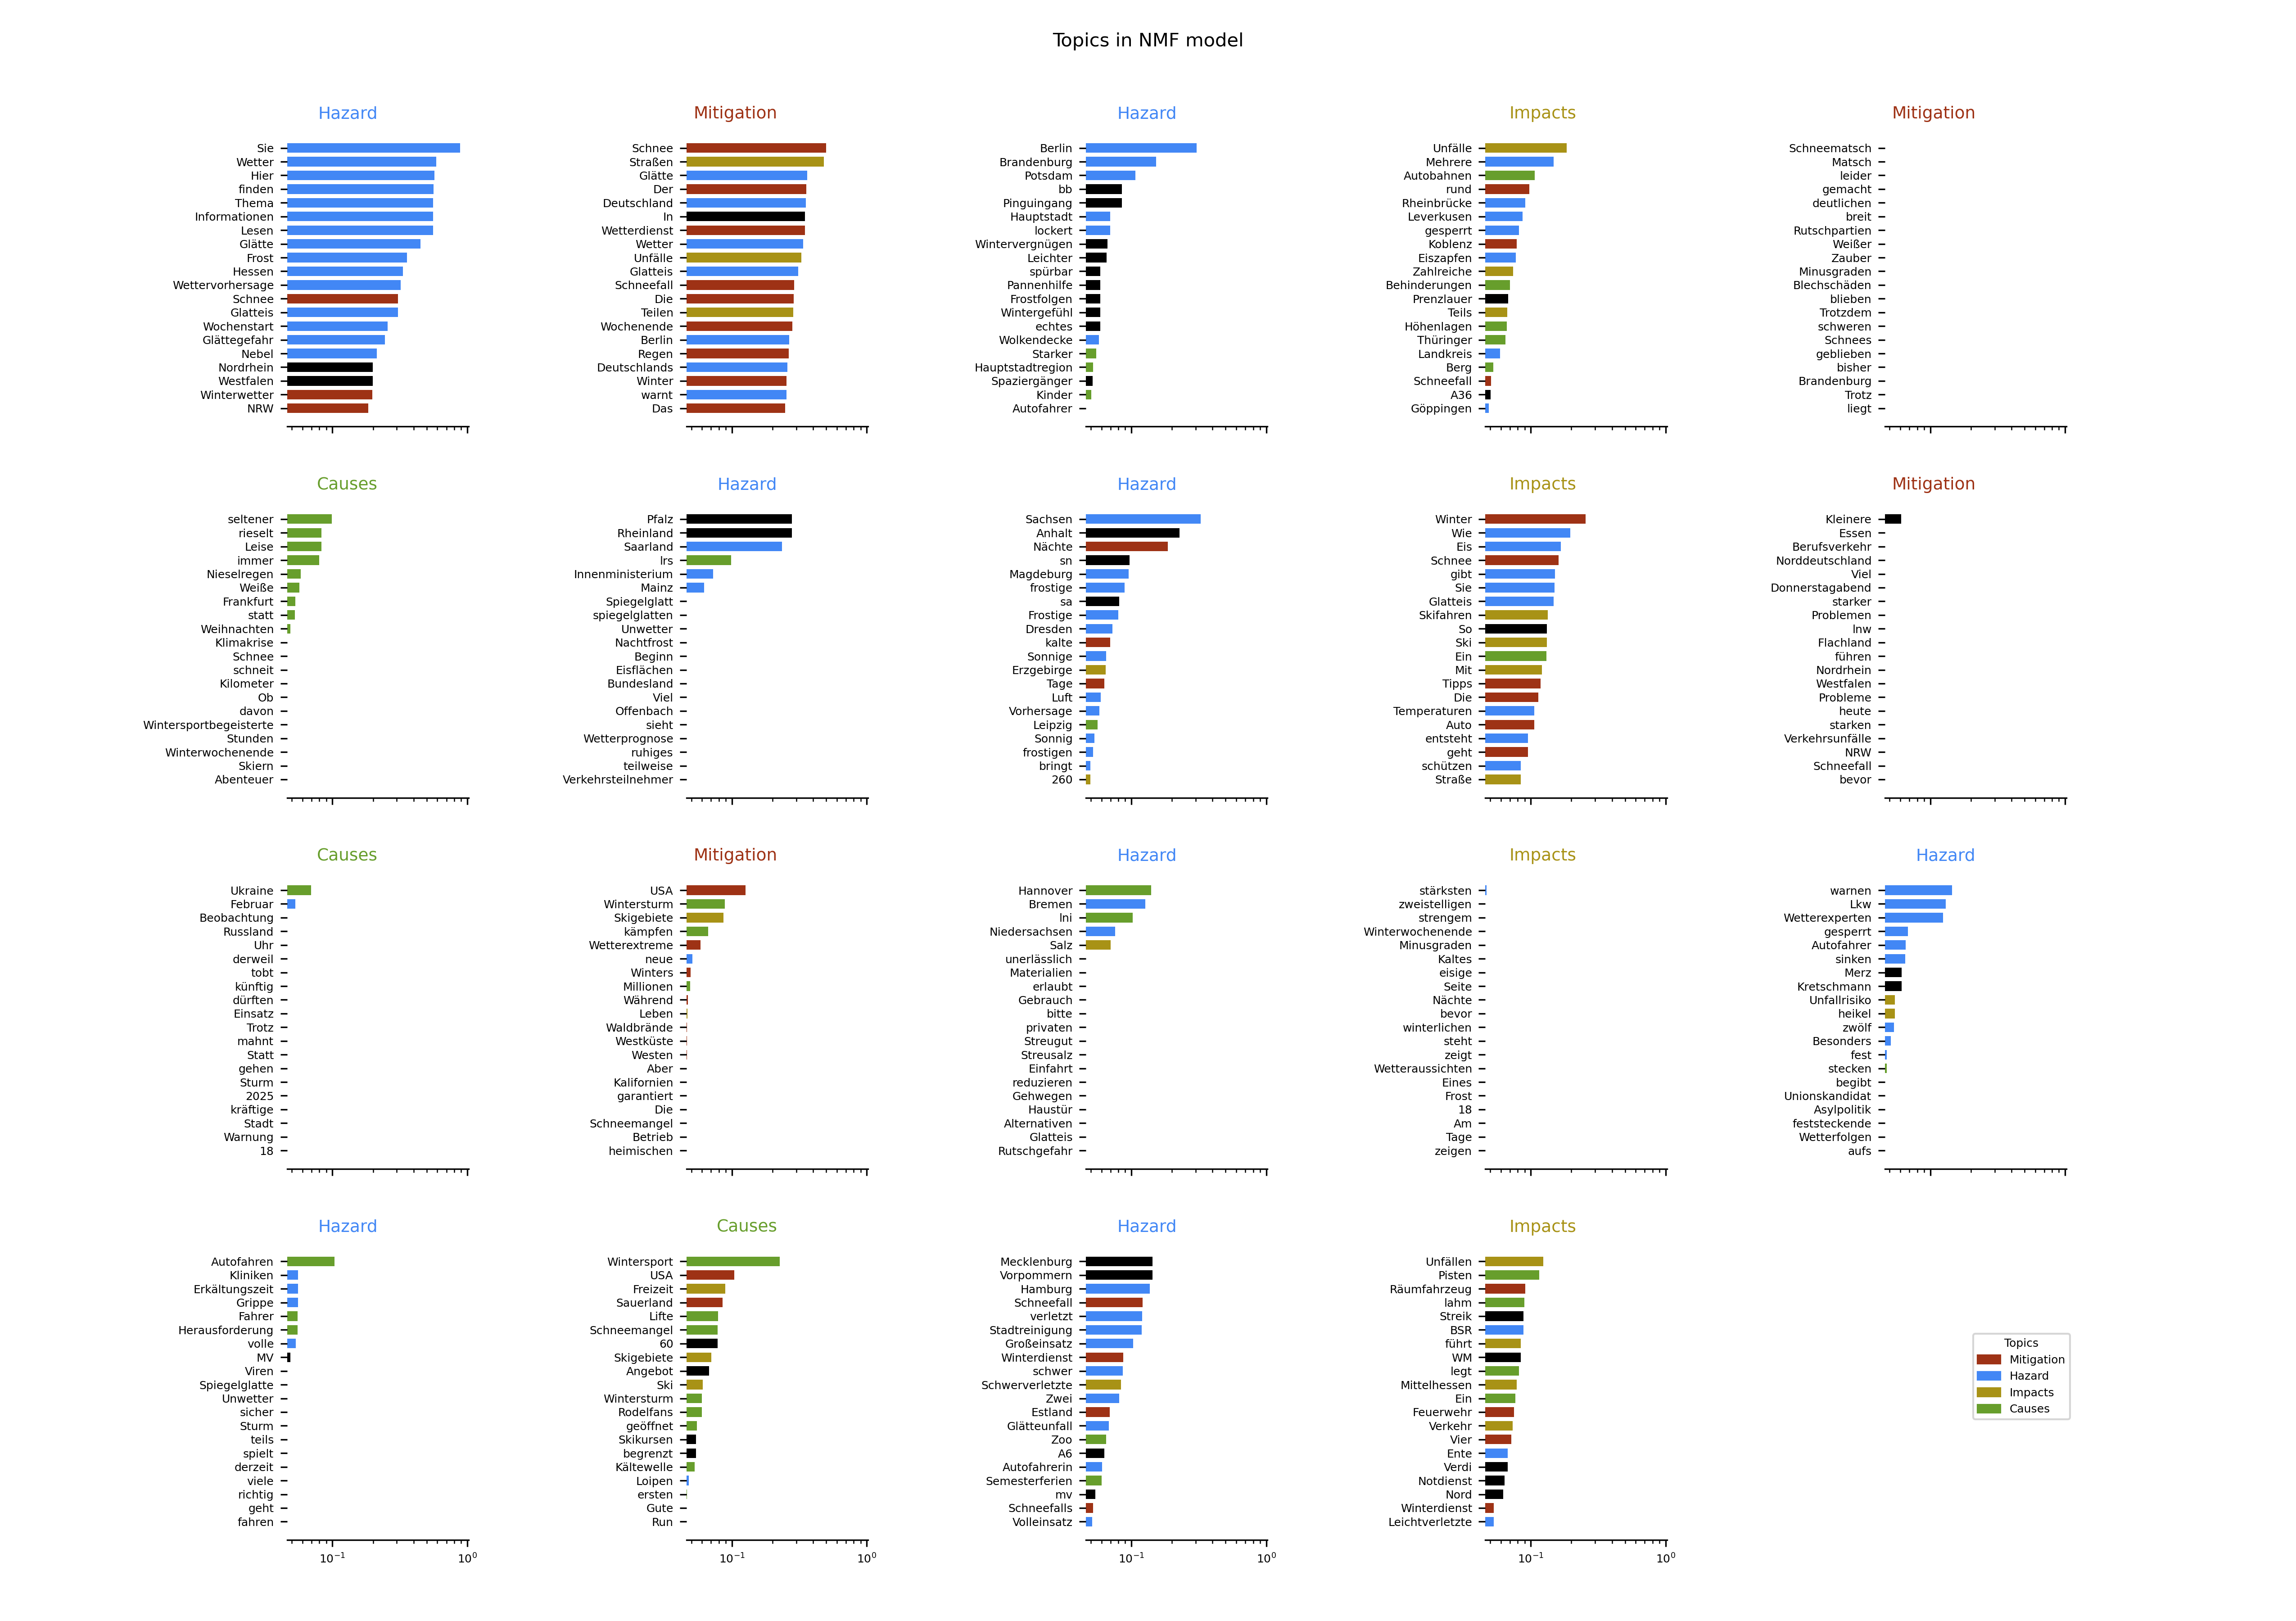 Topics in NMF model
Hazard
Sie
Wetter
Hier
finden
Thema
Informationen
Lesen
Glätte
Frost
Hessen
Wettervorhersage
Schnee
Glatteis
Wochenstart
Glättegefahr
Nebel
Nordrhein
Westfalen
Winterwetter
NRW
Mitigation
Schnee
Straßen
Glätte
Der
Deutschland
In
Wetterdienst
Wetter
Unfälle
Glatteis
Schneefall
Die
Teilen
Wochenende
Berlin
Regen
Deutschlands
Winter
warnt
Das
Hazard
Berlin
Brandenburg
Potsdam
bb
Pinguingang
Hauptstadt
lockert
Wintervergnügen
Leichter
spürbar
Pannenhilfe
Frostfolgen
Wintergefühl
echtes
Wolkendecke
Starker
Hauptstadtregion
Spaziergänger
Kinder
Autofahrer
Impacts
Unfälle
Mehrere
Autobahnen
rund
Rheinbrücke
Leverkusen
gesperrt
Koblenz
Eiszapfen
Zahlreiche
Behinderungen
Prenzlauer
Teils
Höhenlagen
Thüringer
Landkreis
Berg
Schneefall
A36
Göppingen
Mitigation
Schneematsch
Matsch
leider
gemacht
deutlichen
breit
Rutschpartien
Weißer
Zauber
Minusgraden
Blechschäden
blieben
Trotzdem
schweren
Schnees
geblieben
bisher
Brandenburg
Trotz
liegt
Causes
seltener
rieselt
Leise
immer
Nieselregen
Weiße
Frankfurt
statt
Weihnachten
Klimakrise
Schnee
schneit
Kilometer
Ob
davon
Wintersportbegeisterte
Stunden
Winterwochenende
Skiern
Abenteuer
Hazard
Pfalz
Rheinland
Saarland
lrs
Innenministerium
Mainz
Spiegelglatt
spiegelglatten
Unwetter
Nachtfrost
Beginn
Eisflächen
Bundesland
Viel
Offenbach
sieht
Wetterprognose
ruhiges
teilweise
Verkehrsteilnehmer
Hazard
Sachsen
Anhalt
Nächte
sn
Magdeburg
frostige
sa
Frostige
Dresden
kalte
Sonnige
Erzgebirge
Tage
Luft
Vorhersage
Leipzig
Sonnig
frostigen
bringt
260
Impacts
Winter
Wie
Eis
Schnee
gibt
Sie
Glatteis
Skifahren
So
Ski
Ein
Mit
Tipps
Die
Temperaturen
Auto
entsteht
geht
schützen
Straße
Mitigation
Kleinere
Essen
Berufsverkehr
Norddeutschland
Viel
Donnerstagabend
starker
Problemen
lnw
Flachland
führen
Nordrhein
Westfalen
Probleme
heute
starken
Verkehrsunfälle
NRW
Schneefall
bevor
Causes
Ukraine
Februar
Beobachtung
Russland
Uhr
derweil
tobt
künftig
dürften
Einsatz
Trotz
mahnt
Statt
gehen
Sturm
2025
kräftige
Stadt
Warnung
18
Mitigation
USA
Wintersturm
Skigebiete
kämpfen
Wetterextreme
neue
Winters
Millionen
Während
Leben
Waldbrände
Westküste
Westen
Aber
Kalifornien
garantiert
Die
Schneemangel
Betrieb
heimischen
Hazard
Hannover
Bremen
lni
Niedersachsen
Salz
unerlässlich
Materialien
erlaubt
Gebrauch
bitte
privaten
Streugut
Streusalz
Einfahrt
reduzieren
Gehwegen
Haustür
Alternativen
Glatteis
Rutschgefahr
Impacts
stärksten
zweistelligen
strengem
Winterwochenende
Minusgraden
Kaltes
eisige
Seite
Nächte
bevor
winterlichen
steht
zeigt
Wetteraussichten
Eines
Frost
18
Am
Tage
zeigen
Hazard
warnen
Lkw
Wetterexperten
gesperrt
Autofahrer
sinken
Merz
Kretschmann
Unfallrisiko
heikel
zwölf
Besonders
fest
stecken
begibt
Unionskandidat
Asylpolitik
feststeckende
Wetterfolgen
aufs
Hazard
Autofahren
Kliniken
Erkältungszeit
Grippe
Fahrer
Herausforderung
volle
MV
Viren
Spiegelglatte
Unwetter
sicher
Sturm
teils
spielt
derzeit
viele
richtig
geht
fahren
10⁻¹ 10⁰
Causes
Wintersport
USA
Freizeit
Sauerland
Lifte
Schneemangel
60
Skigebiete
Angebot
Ski
Wintersturm
Rodelfans
geöffnet
Skikursen
begrenzt
Kältewelle
Loipen
ersten
Gute
Run
10⁻¹ 10⁰
Hazard
Mecklenburg
Vorpommern
Hamburg
Schneefall
verletzt
Stadtreinigung
Großeinsatz
Winterdienst
schwer
Schwerverletzte
Zwei
Estland
Glätteunfall
Zoo
A6
Autofahrerin
Semesterferien
mv
Schneefalls
Volleinsatz
10⁻¹ 10⁰
Impacts
Unfällen
Pisten
Räumfahrzeug
lahm
Streik
BSR
führt
WM
legt
Mittelhessen
Ein
Feuerwehr
Verkehr
Vier
Ente
Verdi
Notdienst
Nord
Winterdienst
Leichtverletzte
10⁻¹ 10⁰
Topics
Mitigation
Hazard
Impacts
Causes